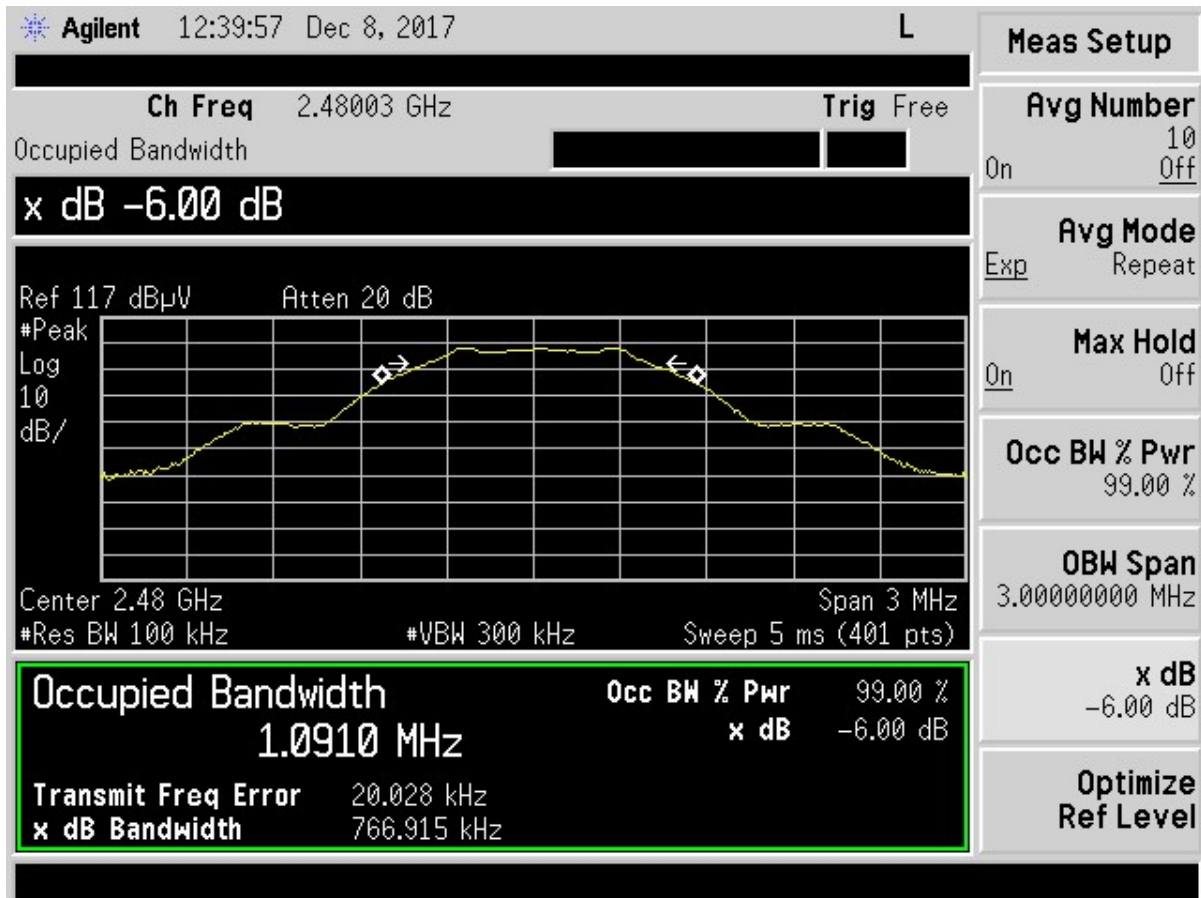 Agilent 12:39:57 Dec 8, 2017 L
Ch Freq 2.48003 GHz Trig Free
Occupied Bandwidth
x dB -6.00 dB
Ref 117 dBµV Atten 20 dB
#Peak
Log
10
dB/
Center 2.48 GHz Span 3 MHz
#Res BW 100 kHz #VBW 300 kHz Sweep 5 ms (401 pts)
Occupied Bandwidth Occ BW % Pwr 99.00 %
1.0910 MHz x dB -6.00 dB
Transmit Freq Error 20.028 kHz
x dB Bandwidth 766.915 kHz
Meas Setup
Avg Number
10
On Off
Avg Mode
Exp Repeat
Max Hold
On Off
Occ BW % Pwr
99.00 %
OBW Span
3.00000000 MHz
x dB
-6.00 dB
Optimize
Ref Level